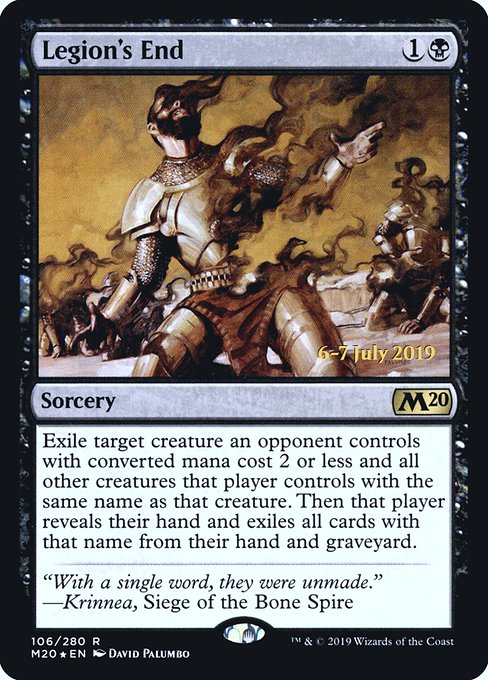 Legion's End 1
6–7 July 2019
Sorcery M20
Exile target creature an opponent controls
with converted mana cost 2 or less and all
other creatures that player controls with the
same name as that creature. Then that player
reveals their hand and exiles all cards with
that name from their hand and graveyard.
“With a single word, they were unmade.”
—Krinnea, Siege of the Bone Spire
106/280 R
™ & © 2019 Wizards of the Coast
M20★EN DAVID PALUMBO